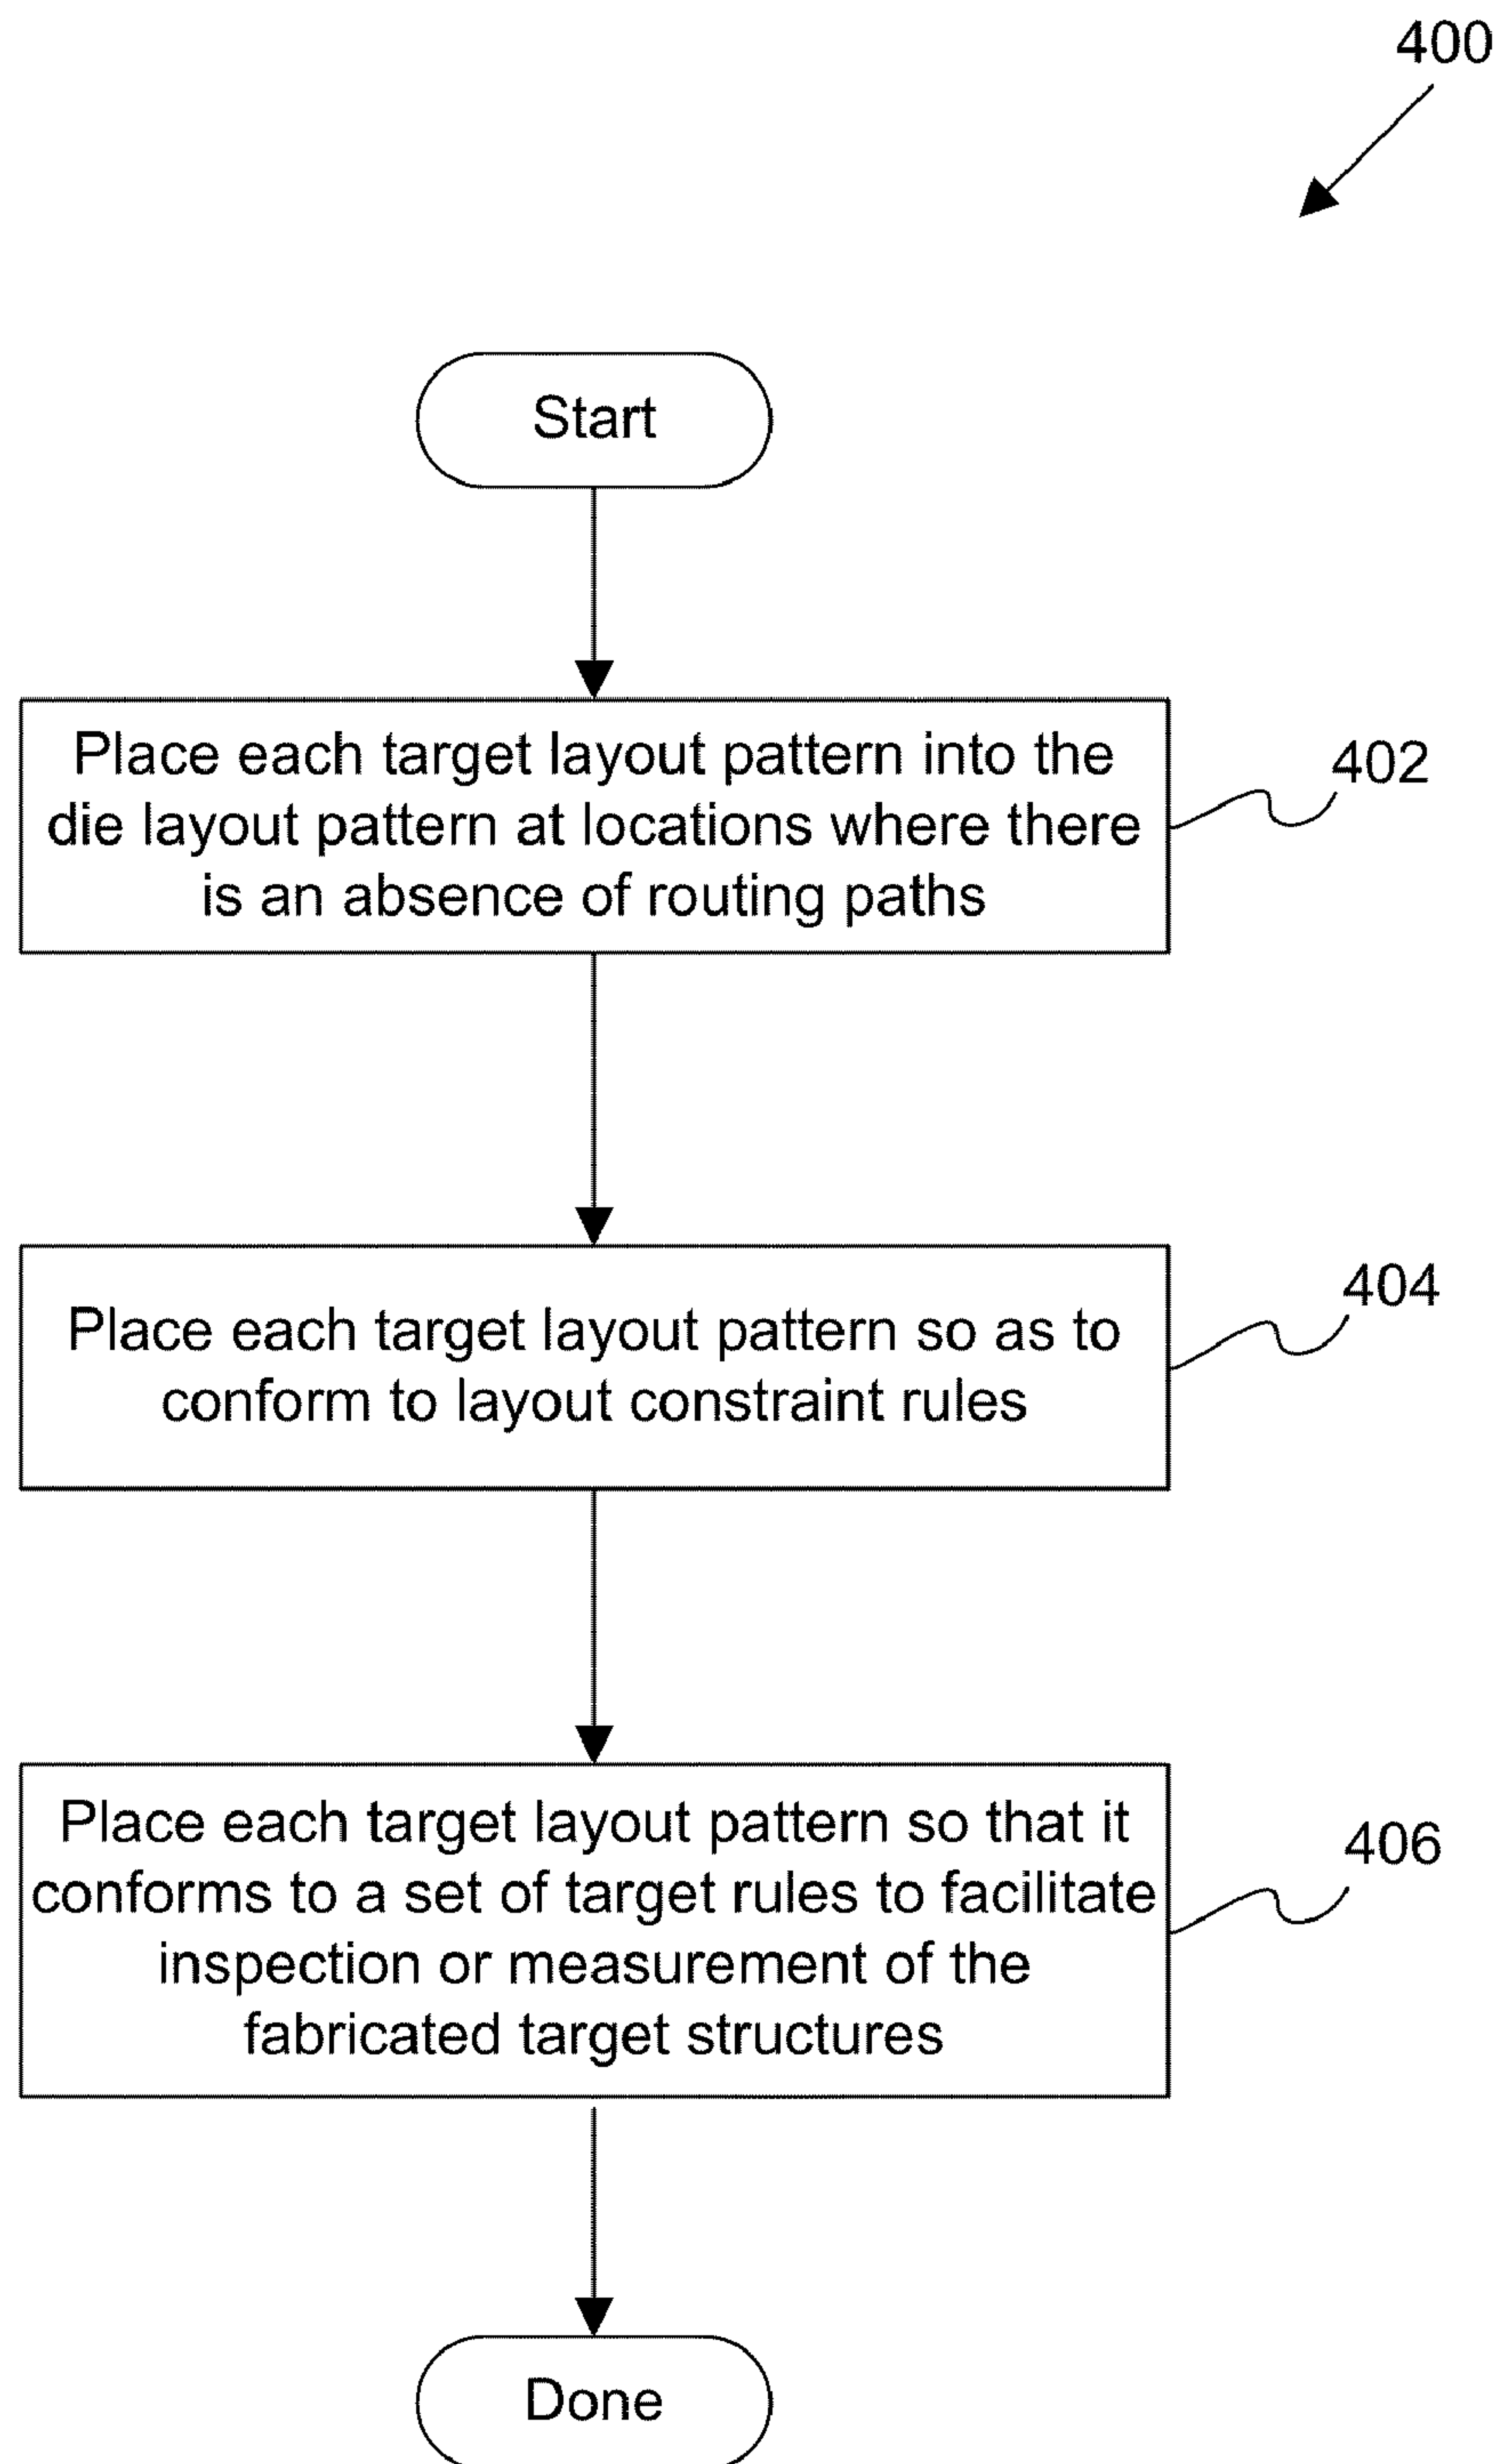 400
Start
Place each target layout pattern into the
die layout pattern at locations where there
is an absence of routing paths
402
Place each target layout pattern so as to
conform to layout constraint rules
404
Place each target layout pattern so that it
conforms to a set of target rules to facilitate
inspection or measurement of the
fabricated target structures
406
Done